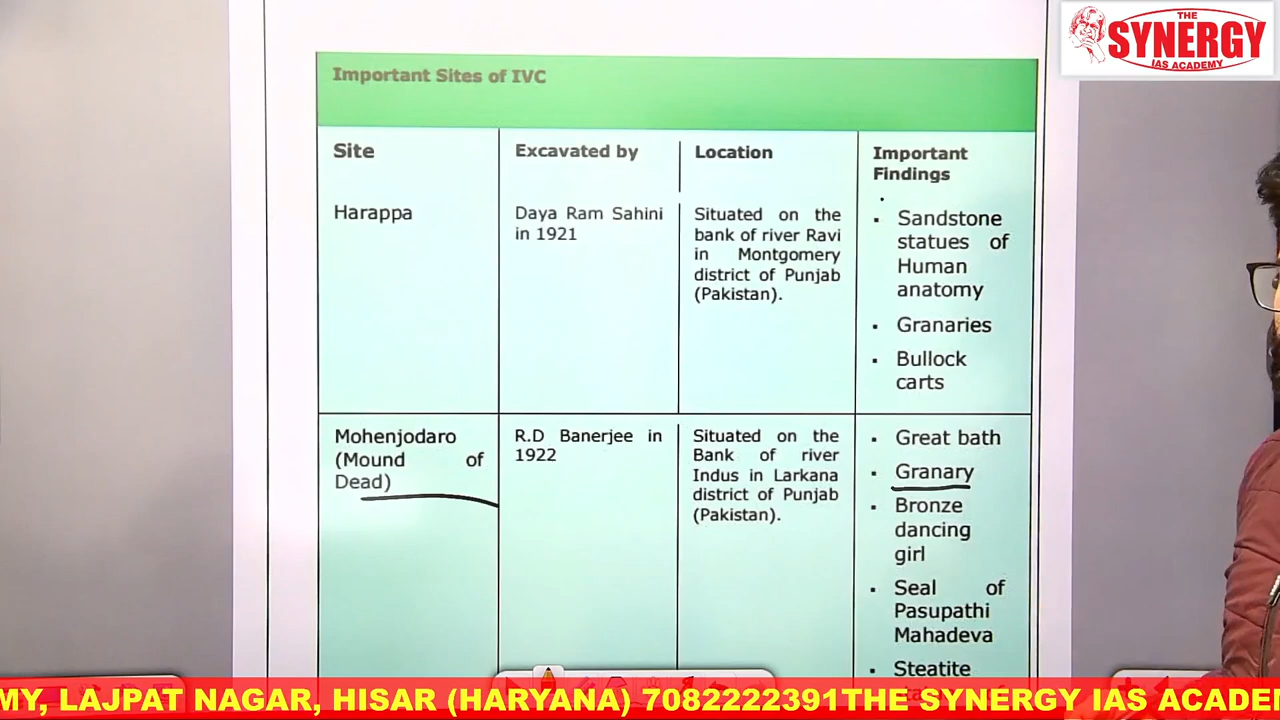 THE
SYNERGY
IAS ACADEMY
Important Sites of IVC
Site
Excavated by
Location
Important
Findings
Harappa
Daya Ram Sahini
in 1921
Situated on the
bank of river Ravi
in Montgomery
district of Punjab
(Pakistan).
▪ Sandstone
statues of
Human
anatomy
▪ Granaries
▪ Bullock
carts
Mohenjodaro
(Mound of
Dead)
R.D Banerjee in
1922
Situated on the
Bank of river
Indus in Larkana
district of Punjab
(Pakistan).
▪ Great bath
▪ Granary
▪ Bronze
dancing
girl
▪ Seal of
Pasupathi
Mahadeva
▪ Steatite
MY, LAJPAT NAGAR, HISAR (HARYANA) 7082222391THE SYNERGY IAS ACADE